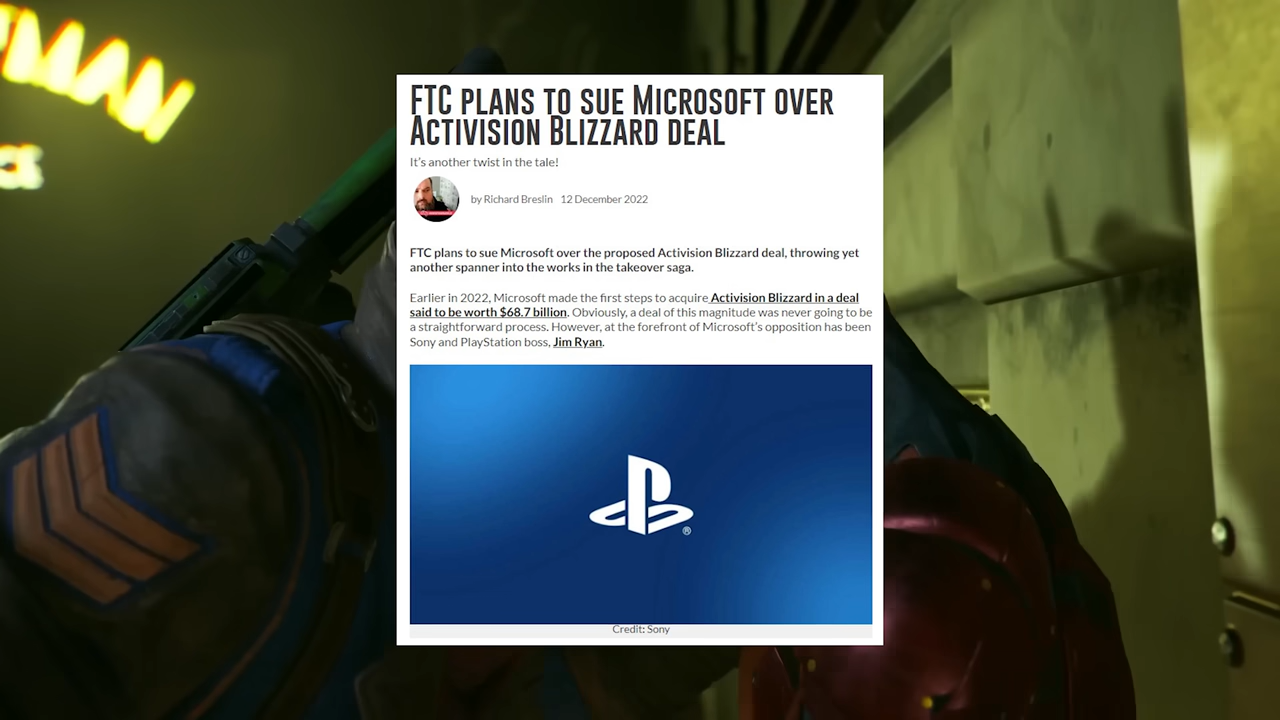 TMAN
CS
FTC PLANS TO SUE MICROSOFT OVER
ACTIVISION BLIZZARD DEAL
It's another twist in the tale!
by Richard Breslin 12 December 2022
FTC plans to sue Microsoft over the proposed Activision Blizzard deal, throwing yet
another spanner into the works in the takeover saga.
Earlier in 2022, Microsoft made the first steps to acquire Activision Blizzard in a deal
said to be worth $68.7 billion. Obviously, a deal of this magnitude was never going to be
a straightforward process. However, at the forefront of Microsoft's opposition has been
Sony and PlayStation boss, Jim Ryan.
®
Credit: Sony